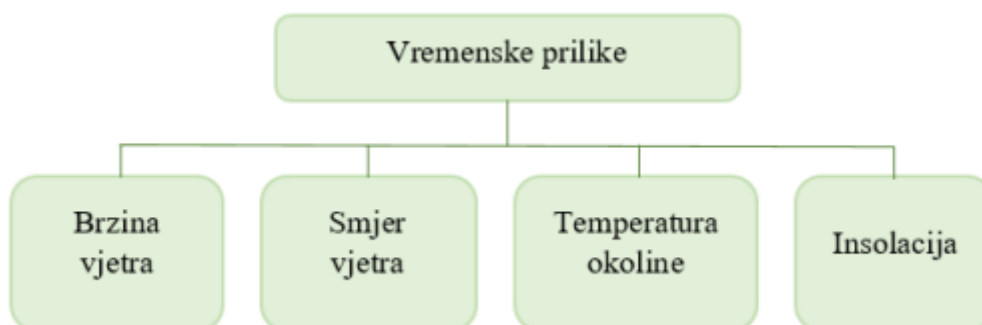 Vremenske prilike
Brzina
vjetra
Smjer
vjetra
Temperatura
okoline
Insolacija